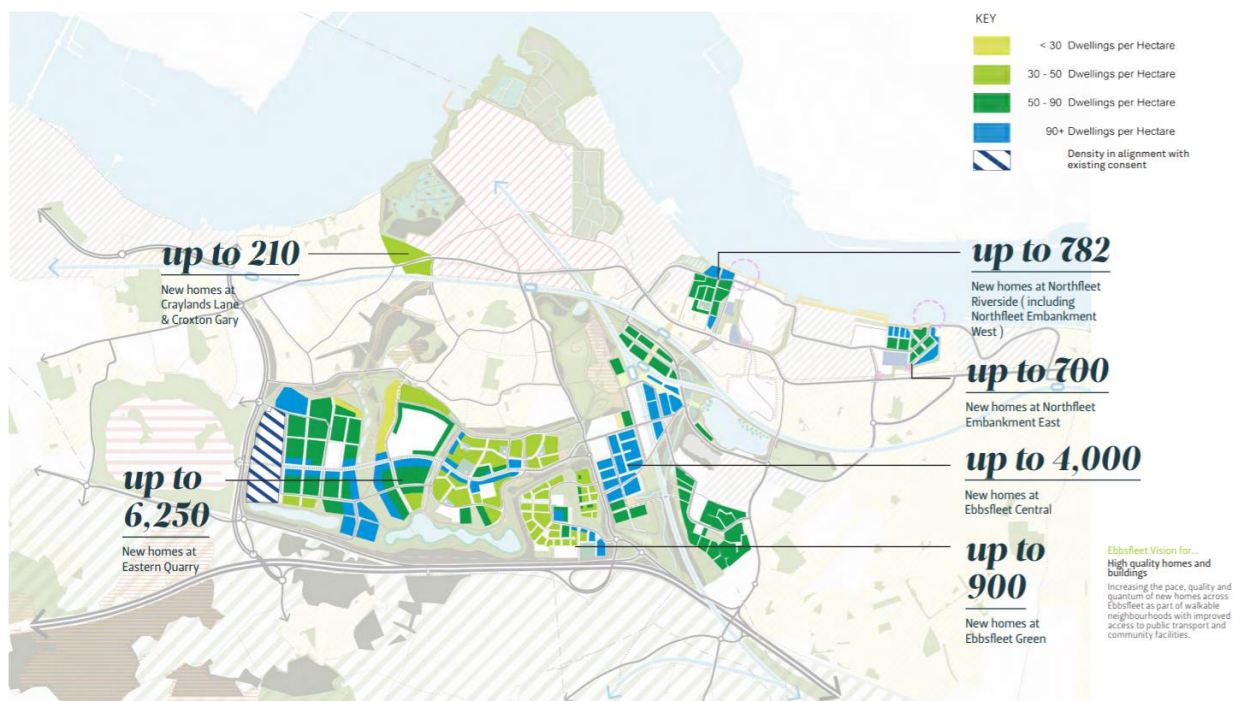 KEY
< 30 Dwellings per Hectare
30 - 50 Dwellings per Hectare
50 - 90 Dwellings per Hectare
90+ Dwellings per Hectare
Density in alignment with
existing consent
up to 210
New homes at
Craylands Lane
& Croxton Gary
up to
6,250
New homes at
Eastern Quarry
up to 782
New homes at Northfleet
Riverside ( including
Northfleet Embankment
West )
up to 700
New homes at Northfleet
Embankment East
up to 4,000
New homes at
Ebbsfleet Central
up to
900
New homes at
Ebbsfleet Green
Ebbsfleet Vision for...
High quality homes and
buildings
Increasing the pace, quality and
quantum of new homes across
Ebbsfleet as part of walkable
neighbourhoods with improved
access to public transport and
community facilities.